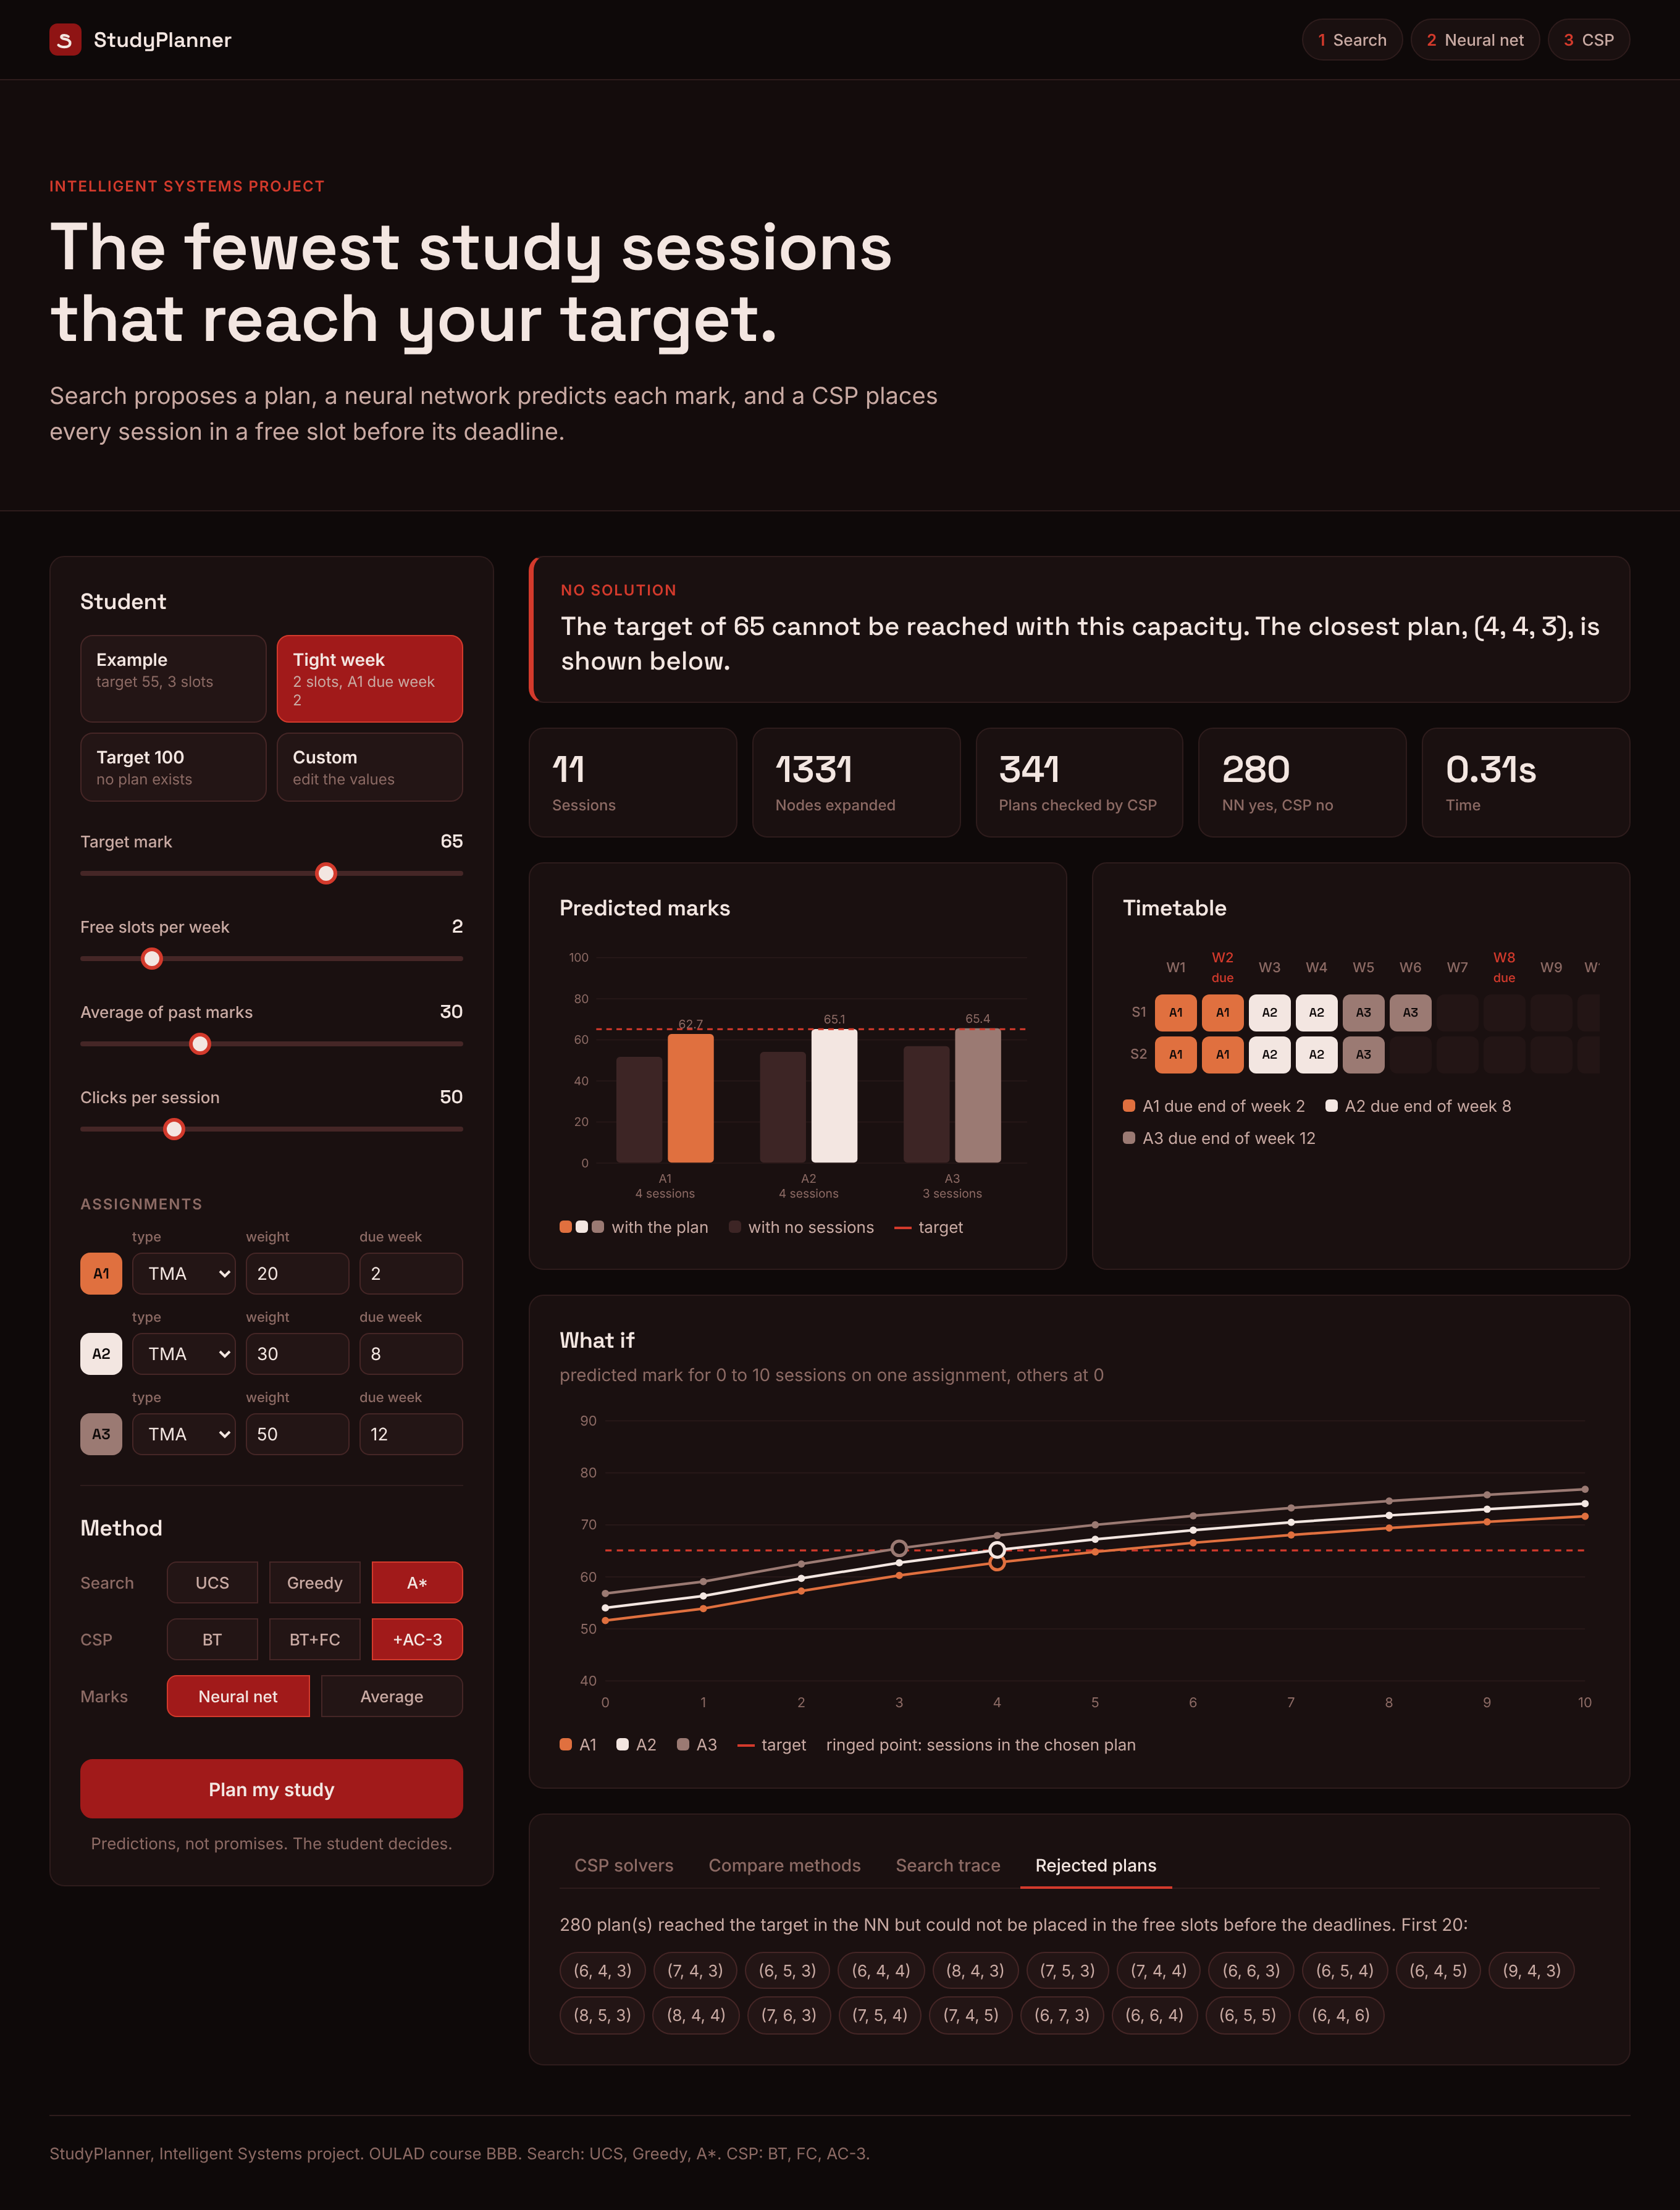 S StudyPlanner
1 Search 2 Neural net 3 CSP
INTELLIGENT SYSTEMS PROJECT
The fewest study sessions
that reach your target.
Search proposes a plan, a neural network predicts each mark, and a CSP places
every session in a free slot before its deadline.
Student
Example
target 55, 3 slots
Tight week
2 slots, A1 due week
2
Target 100
no plan exists
Custom
edit the values
Target mark 65
Free slots per week 2
Average of past marks 30
Clicks per session 50
ASSIGNMENTS
type weight due week
A1 TMA 20 2
type weight due week
A2 TMA 30 8
type weight due week
A3 TMA 50 12
Method
Search UCS Greedy A*
CSP BT BT+FC +AC-3
Marks Neural net Average
Plan my study
Predictions, not promises. The student decides.
NO SOLUTION
The target of 65 cannot be reached with this capacity. The closest plan, (4, 4, 3), is
shown below.
11
Sessions
1331
Nodes expanded
341
Plans checked by CSP
280
NN yes, CSP no
0.31s
Time
Predicted marks
100
80
60
40
20
0
62.7 65.1 65.4
A1 A2 A3
4 sessions 4 sessions 3 sessions
with the plan with no sessions target
Timetable
W1 W2 W3 W4 W5 W6 W7 W8 W9
due due
S1 A1 A1 A2 A2 A3 A3
S2 A1 A1 A2 A2 A3
A1 due end of week 2 A2 due end of week 8
A3 due end of week 12
What if
predicted mark for 0 to 10 sessions on one assignment, others at 0
90
80
70
60
50
40
0 1 2 3 4 5 6 7 8 9 10
A1 A2 A3 target ringed point: sessions in the chosen plan
CSP solvers Compare methods Search trace Rejected plans
280 plan(s) reached the target in the NN but could not be placed in the free slots before the deadlines. First 20:
(6, 4, 3) (7, 4, 3) (6, 5, 3) (6, 4, 4) (8, 4, 3) (7, 5, 3) (7, 4, 4) (6, 6, 3) (6, 5, 4) (6, 4, 5) (9, 4, 3)
(8, 5, 3) (8, 4, 4) (7, 6, 3) (7, 5, 4) (7, 4, 5) (6, 7, 3) (6, 6, 4) (6, 5, 5) (6, 4, 6)
StudyPlanner, Intelligent Systems project. OULAD course BBB. Search: UCS, Greedy, A*. CSP: BT, FC, AC-3.